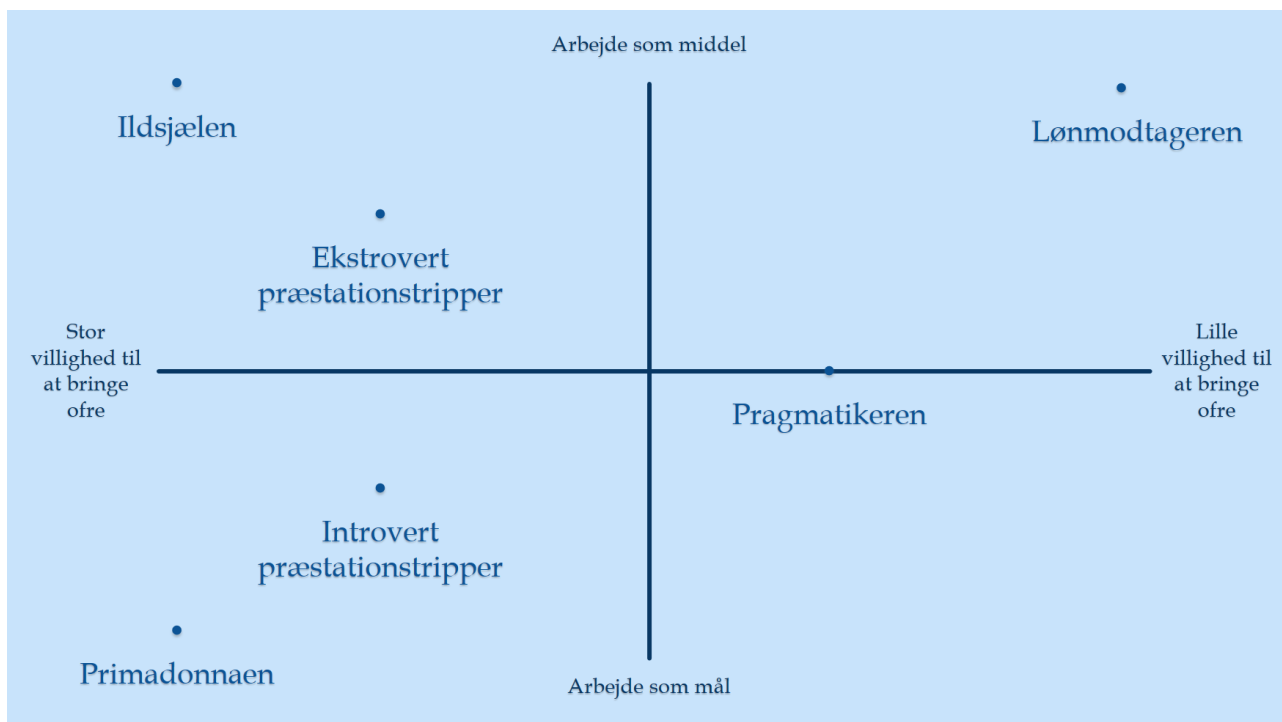 Arbejde som middel
Ildsjælen
Lønmodtageren
Ekstrovert
præstationstripper
Stor
villighed til
at bringe
ofre
Lille
villighed til
at bringe
ofre
Pragmatikeren
Introvert
præstationstripper
Primadonnaen
Arbejde som mål